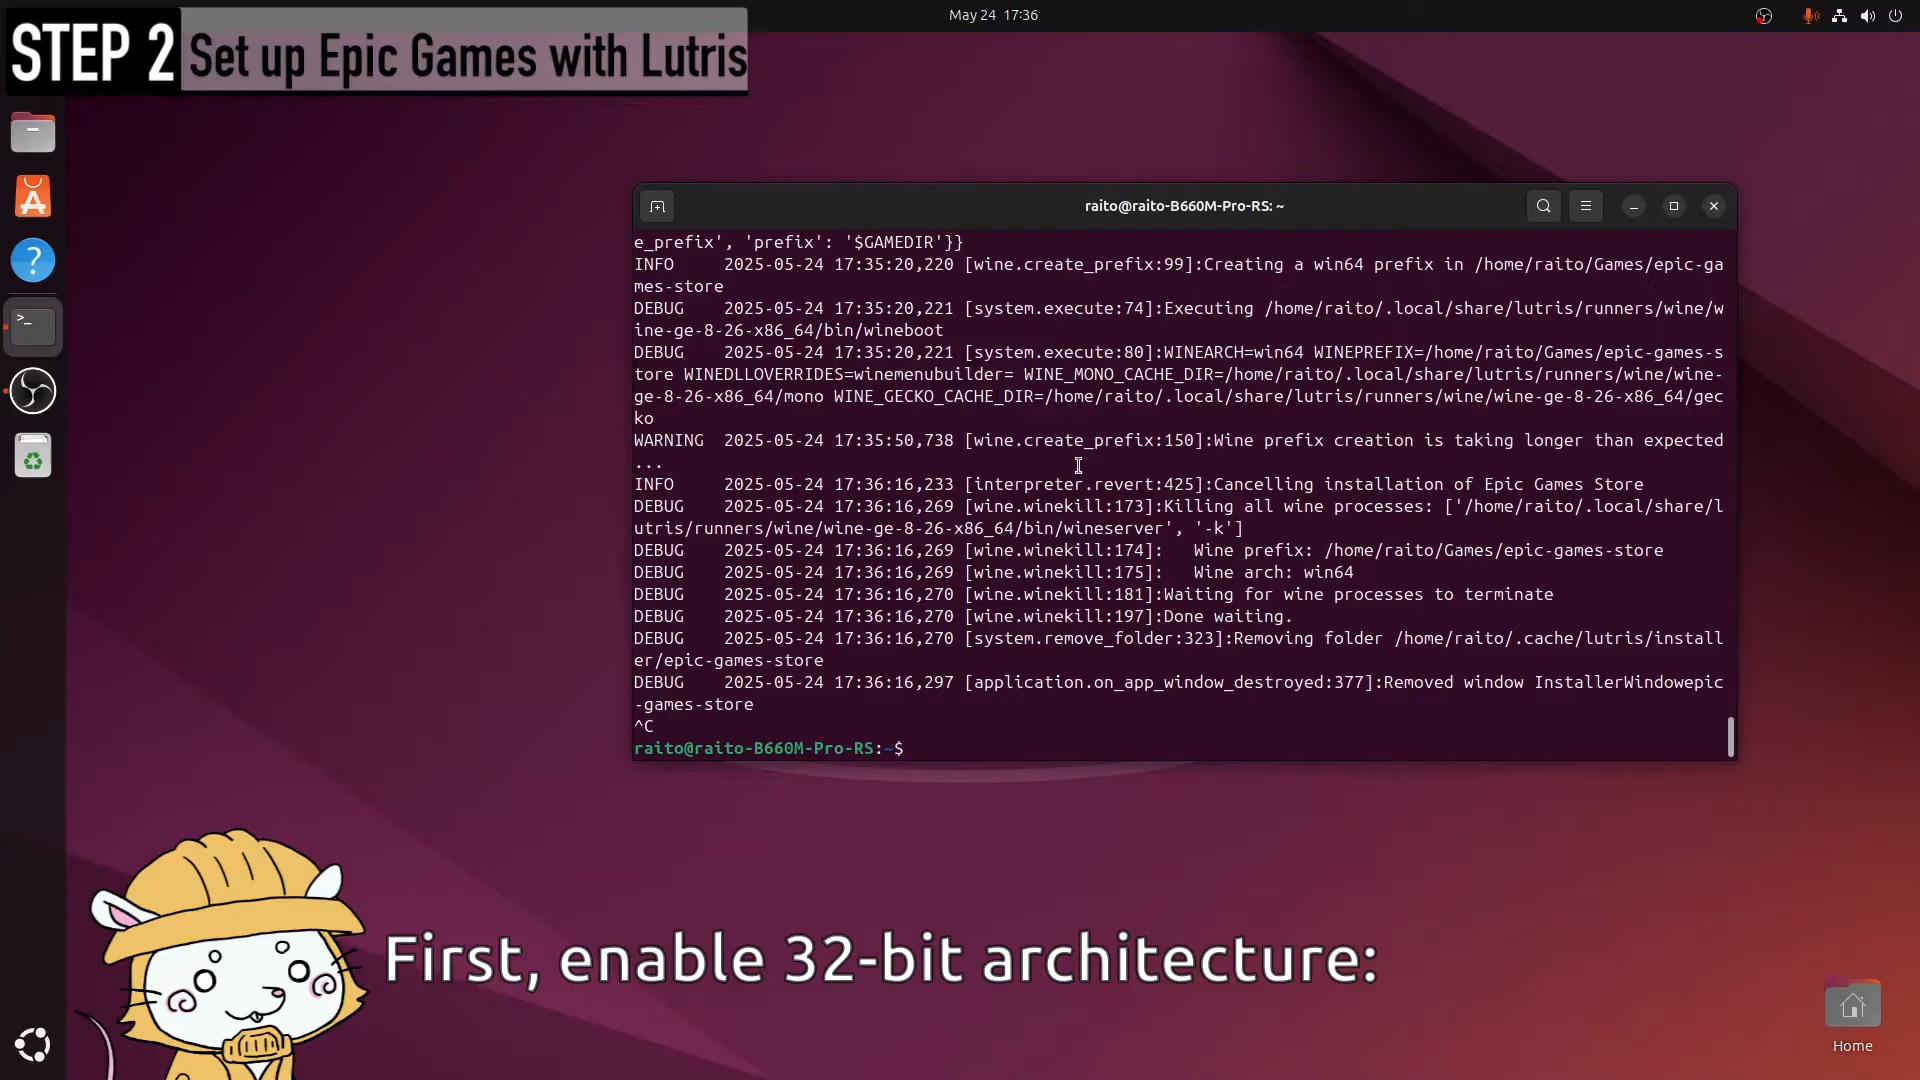 May 24 17:36
STEP 2 Set up Epic Games with Lutris
raito@raito-B660M-Pro-RS: ~
e_prefix', 'prefix': '$GAMEDIR'}}
INFO     2025-05-24 17:35:20,220 [wine.create_prefix:99]:Creating a win64 prefix in /home/raito/Games/epic-ga
mes-store
DEBUG    2025-05-24 17:35:20,221 [system.execute:74]:Executing /home/raito/.local/share/lutris/runners/wine/w
ine-ge-8-26-x86_64/bin/wineboot
DEBUG    2025-05-24 17:35:20,221 [system.execute:80]:WINEARCH=win64 WINEPREFIX=/home/raito/Games/epic-games-s
tore WINEDLLOVERRIDES=winemenubuilder= WINE_MONO_CACHE_DIR=/home/raito/.local/share/lutris/runners/wine/wine-
ge-8-26-x86_64/mono WINE_GECKO_CACHE_DIR=/home/raito/.local/share/lutris/runners/wine/wine-ge-8-26-x86_64/gec
ko
WARNING  2025-05-24 17:35:50,738 [wine.create_prefix:150]:Wine prefix creation is taking longer than expected
...
INFO     2025-05-24 17:36:16,233 [interpreter.revert:425]:Cancelling installation of Epic Games Store
DEBUG    2025-05-24 17:36:16,269 [wine.winekill:173]:Killing all wine processes: ['/home/raito/.local/share/l
utris/runners/wine/wine-ge-8-26-x86_64/bin/wineserver', '-k']
DEBUG    2025-05-24 17:36:16,269 [wine.winekill:174]:   Wine prefix: /home/raito/Games/epic-games-store
DEBUG    2025-05-24 17:36:16,269 [wine.winekill:175]:   Wine arch: win64
DEBUG    2025-05-24 17:36:16,270 [wine.winekill:181]:Waiting for wine processes to terminate
DEBUG    2025-05-24 17:36:16,270 [wine.winekill:197]:Done waiting.
DEBUG    2025-05-24 17:36:16,270 [system.remove_folder:323]:Removing folder /home/raito/.cache/lutris/install
er/epic-games-store
DEBUG    2025-05-24 17:36:16,297 [application.on_app_window_destroyed:377]:Removed window InstallerWindowepic
-games-store
^C
raito@raito-B660M-Pro-RS:~$
First, enable 32-bit architecture:
Home